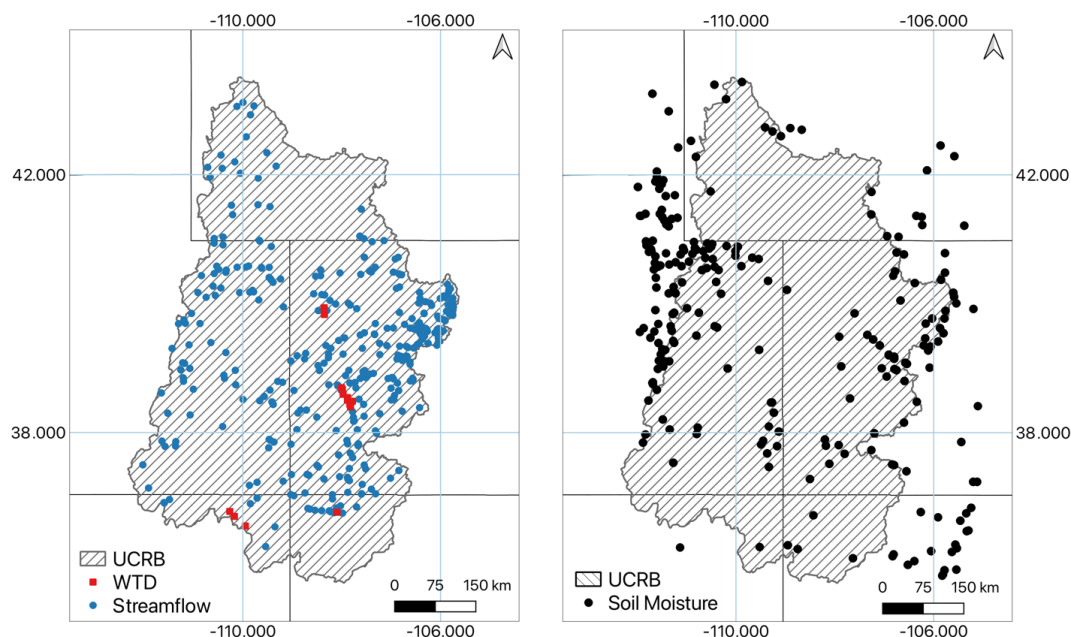 -110.000 -106.000 -110.000 -106.000
42.000 42.000
38.000 38.000
UCRB
WTD
Streamflow
0 75 150 km
-110.000 -106.000
UCRB
Soil Moisture
0 75 150 km
-110.000 -106.000